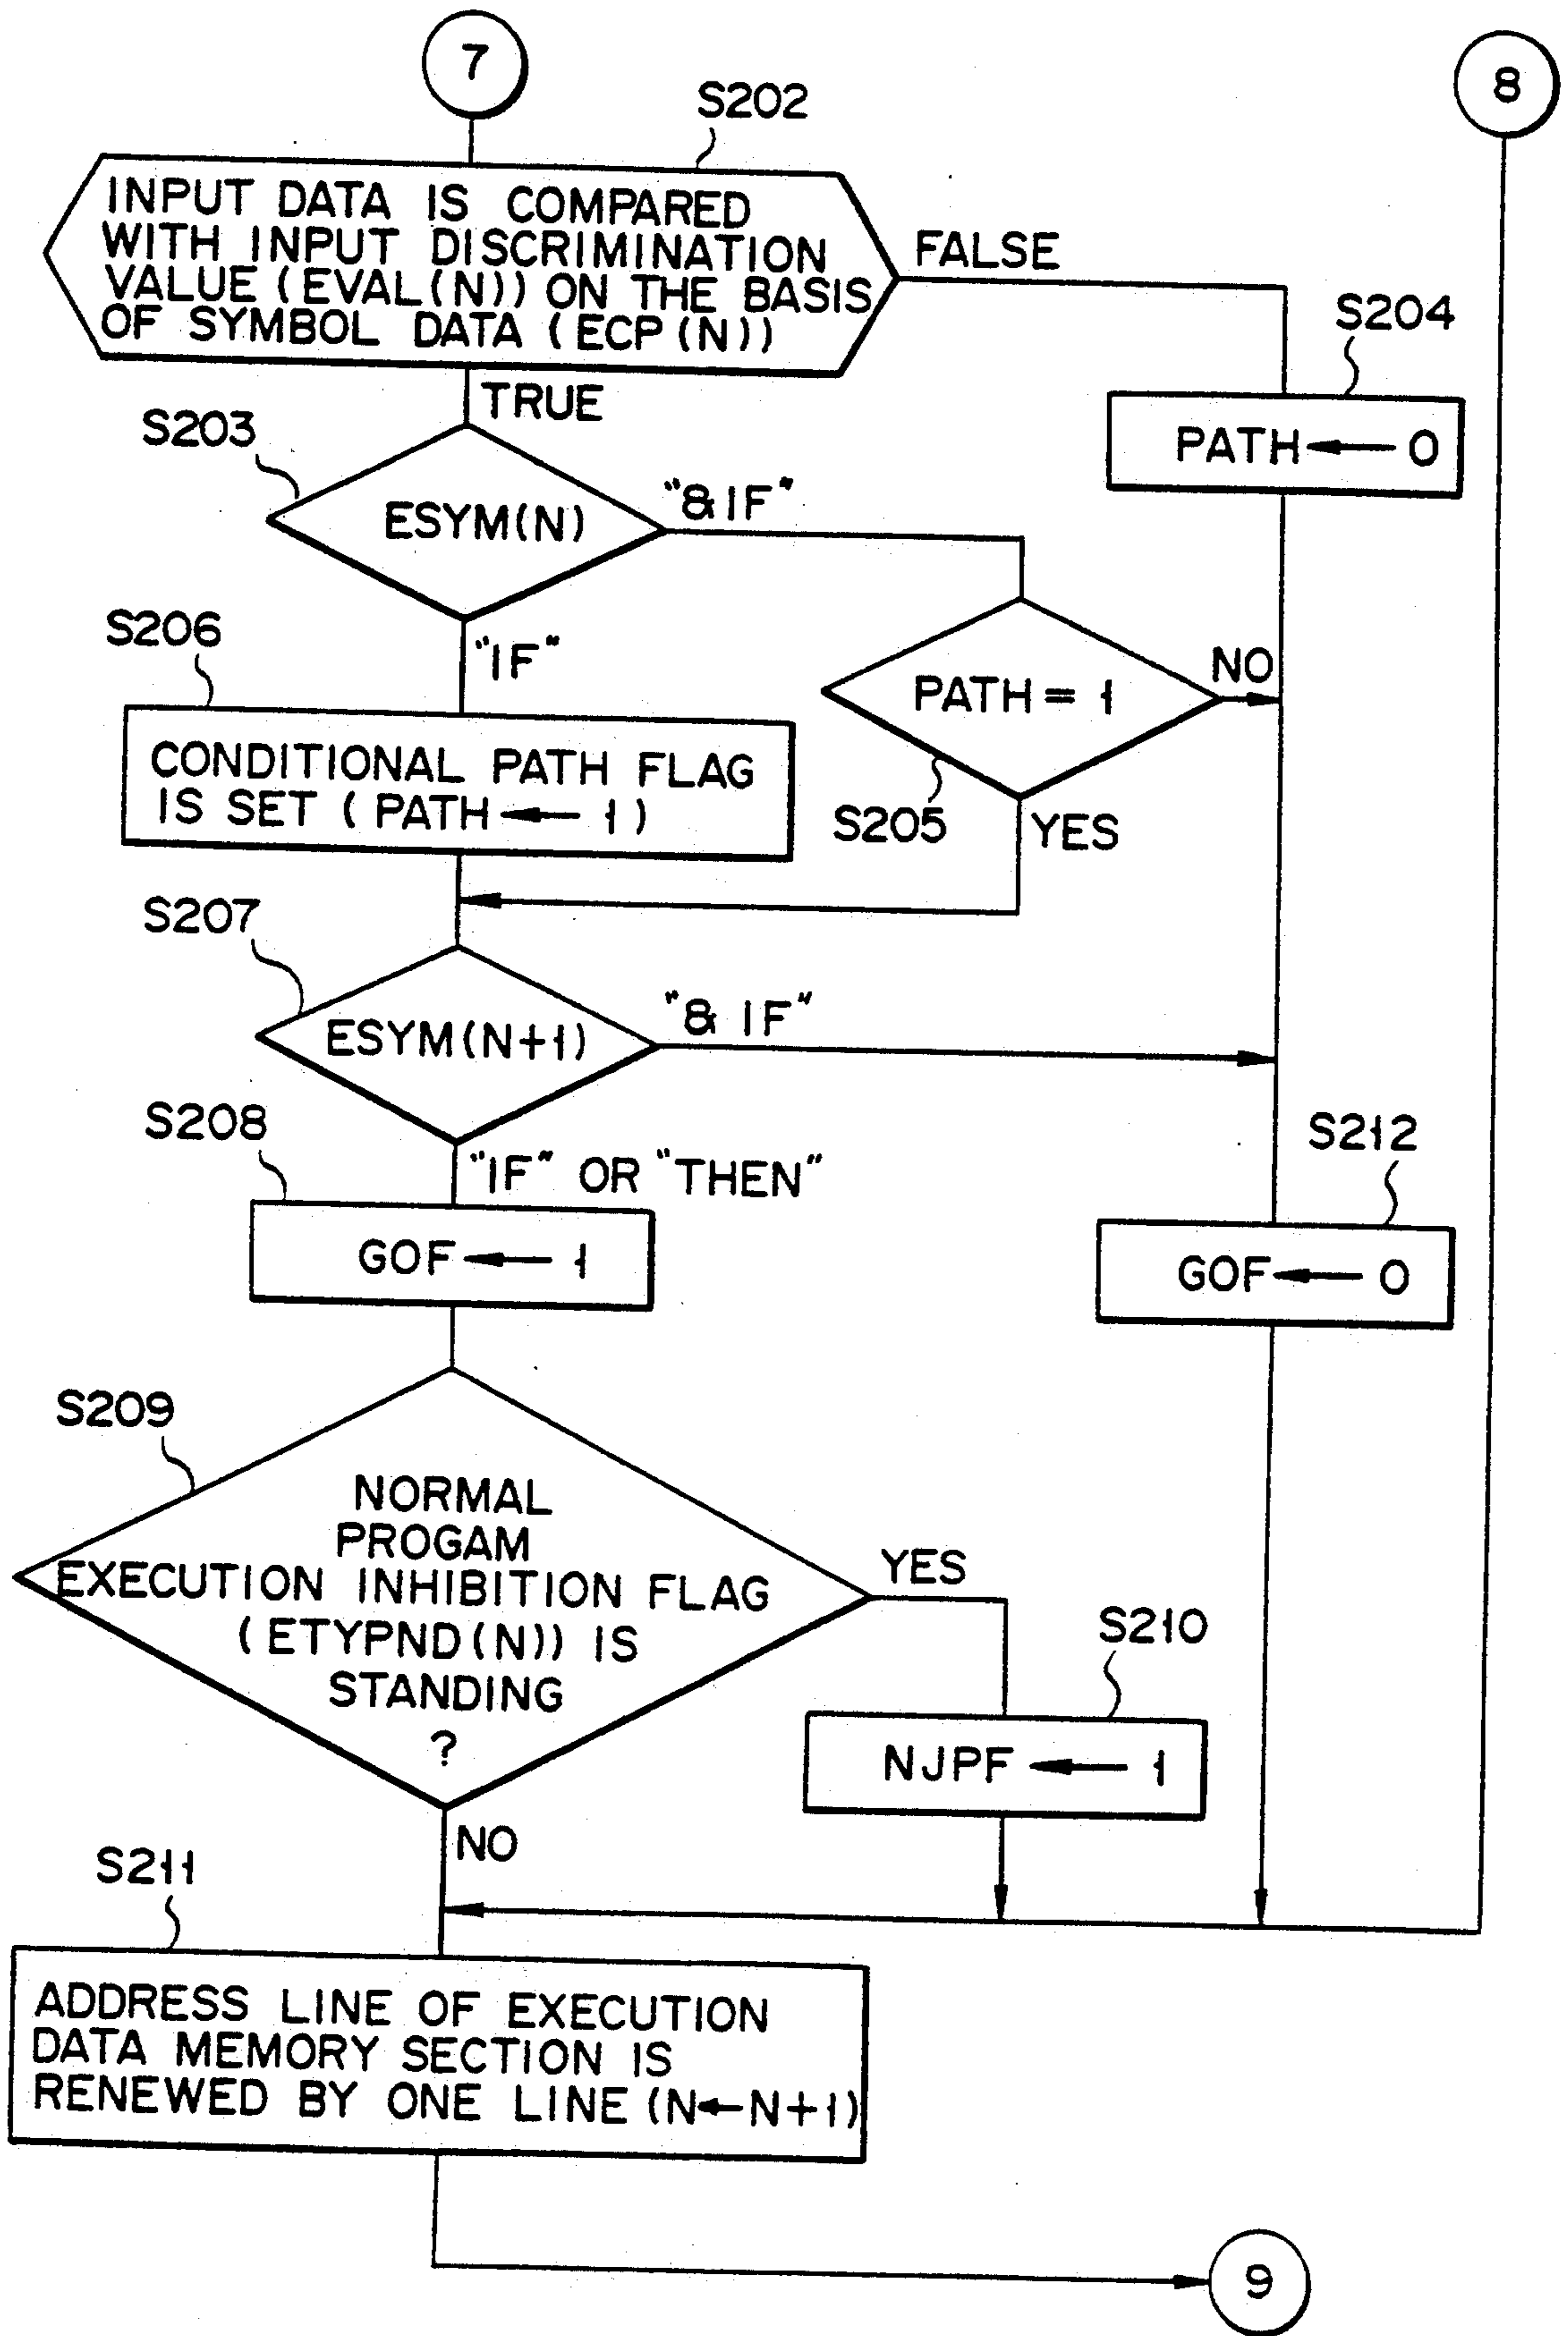 7
8
S202
INPUT DATA IS COMPARED
WITH INPUT DISCRIMINATION
VALUE (EVAL(N)) ON THE BASIS
OF SYMBOL DATA (ECP(N))
FALSE
S204
TRUE
PATH ← 0
S203
ESYM(N)
"&IF"
S206
"IF"
PATH = 1
NO
CONDITIONAL PATH FLAG
IS SET (PATH ← 1)
S205
YES
S207
ESYM(N+1)
"& IF"
S208
"IF" OR "THEN"
S212
GOF ← 1
GOF ← 0
S209
NORMAL
PROGAM
EXECUTION INHIBITION FLAG
(ETYPND(N)) IS
STANDING
?
YES
S210
NJPF ← 1
NO
S211
ADDRESS LINE OF EXECUTION
DATA MEMORY SECTION IS
RENEWED BY ONE LINE (N←N+1)
9